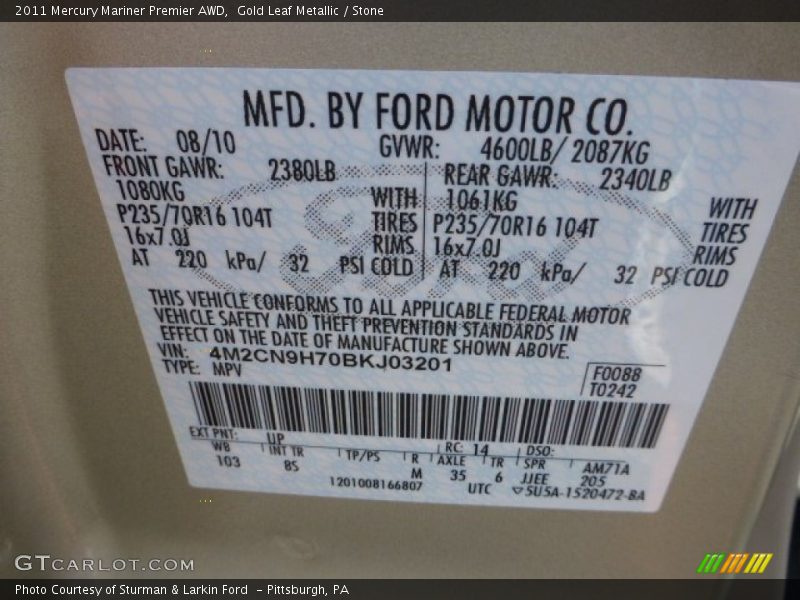 2011 Mercury Mariner Premier AWD,  Gold Leaf Metallic / Stone
MFD. BY FORD MOTOR CO.
DATE: 08/10 GVWR: 4600LB/ 2087KG
FRONT GAWR: 2380LB REAR GAWR: 2340LB
1080KG WITH 1061KG WITH
P235/70R16 104T TIRES P235/70R16 104T TIRES
16x7.0J RIMS 16x7.0J RIMS
AT 220 kPa/ 32 PSI COLD AT 220 kPa/ 32 PSI COLD
Ford
THIS VEHICLE CONFORMS TO ALL APPLICABLE FEDERAL MOTOR
VEHICLE SAFETY AND THEFT PREVENTION STANDARDS IN
EFFECT ON THE DATE OF MANUFACTURE SHOWN ABOVE.
VIN: 4M2CN9H70BKJ03201
TYPE: MPV
F0088
T0242
EXT PNT: UP RC: 14 DSO:
WB INT TR TP/PS R AXLE TR SPR AM71A
103 8S M 35 6 JJEE 205
1201008166807 UTC ▽5U5A-1520472-BA
GTCARLOT.COM
Photo Courtesy of Sturman & Larkin Ford  - Pittsburgh, PA